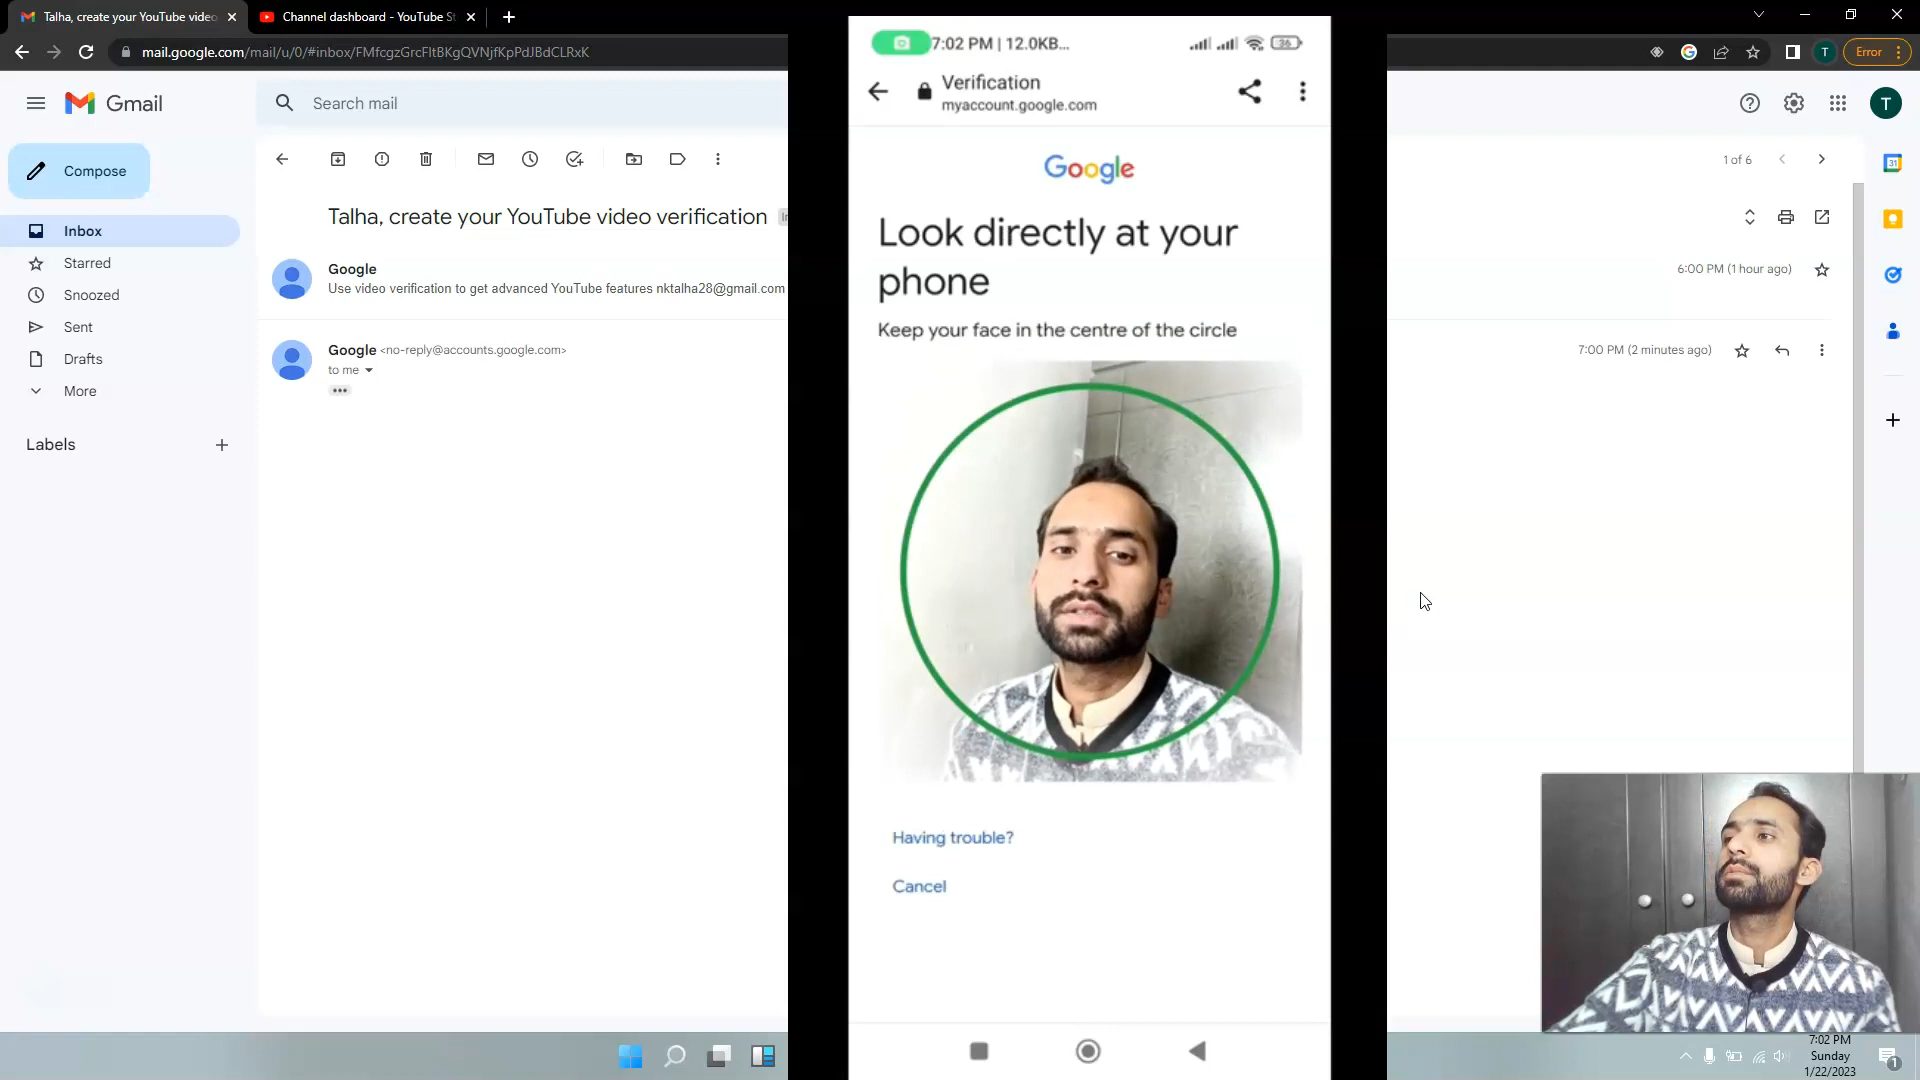 Talha, create your YouTube video
Channel dashboard - YouTube St
mail.google.com/mail/u/0/#inbox/FMfcgzGrcFltBKgQVNjfKpPdJBdCLRxK
T
Error
Gmail
Search mail
T
Compose
Inbox
Starred
Snoozed
Sent
Drafts
More
Labels
1 of 6
31
Talha, create your YouTube video verification
Google
Use video verification to get advanced YouTube features nktalha28@gmail.com
6:00 PM (1 hour ago)
Google <no-reply@accounts.google.com>
to me
7:00 PM (2 minutes ago)
7:02 PM | 12.0KB...
36
Verification
myaccount.google.com
Google
Look directly at your
phone
Keep your face in the centre of the circle
Having trouble?
Cancel
7:02 PM
Sunday
1/22/2023
1